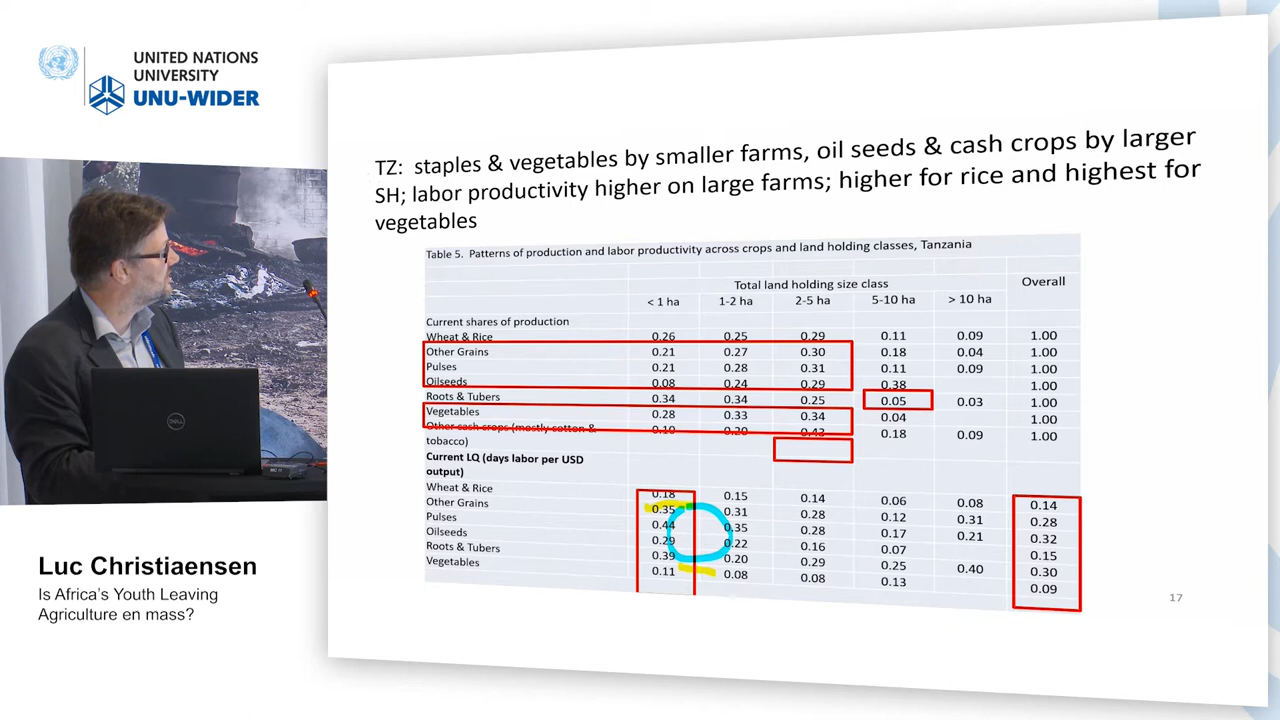 UNITED NATIONS
UNIVERSITY
UNU-WIDER
DELL
Luc Christiaensen
Is Africa's Youth Leaving
Agriculture en mass?
TZ: staples & vegetables by smaller farms, oil seeds & cash crops by larger
SH; labor productivity higher on large farms; higher for rice and highest for
vegetables
Table 5. Patterns of production and labor productivity across crops and land holding classes, Tanzania
Total land holding size class Overall
< 1 ha 1-2 ha 2-5 ha 5-10 ha > 10 ha
Current shares of production
Wheat & Rice 0.26 0.25 0.29 0.11 0.09 1.00
Other Grains 0.21 0.27 0.30 0.18 0.04 1.00
Pulses 0.21 0.28 0.31 0.11 0.09 1.00
Oilseeds 0.08 0.24 0.29 0.38 1.00
Roots & Tubers 0.34 0.34 0.25 0.05 0.03 1.00
Vegetables 0.28 0.33 0.34 0.04 1.00
Other cash crops (mostly cotton & 0.10 0.20 0.43 0.18 0.09 1.00
tobacco)
Current LQ (days labor per USD
output)
Wheat & Rice 0.18 0.15 0.14 0.06 0.08 0.14
Other Grains 0.35 0.31 0.28 0.12 0.31 0.28
Pulses 0.44 0.35 0.28 0.17 0.21 0.32
Oilseeds 0.29 0.22 0.16 0.07 0.15
Roots & Tubers 0.39 0.20 0.29 0.25 0.40 0.30
Vegetables 0.11 0.08 0.08 0.13 0.09
17